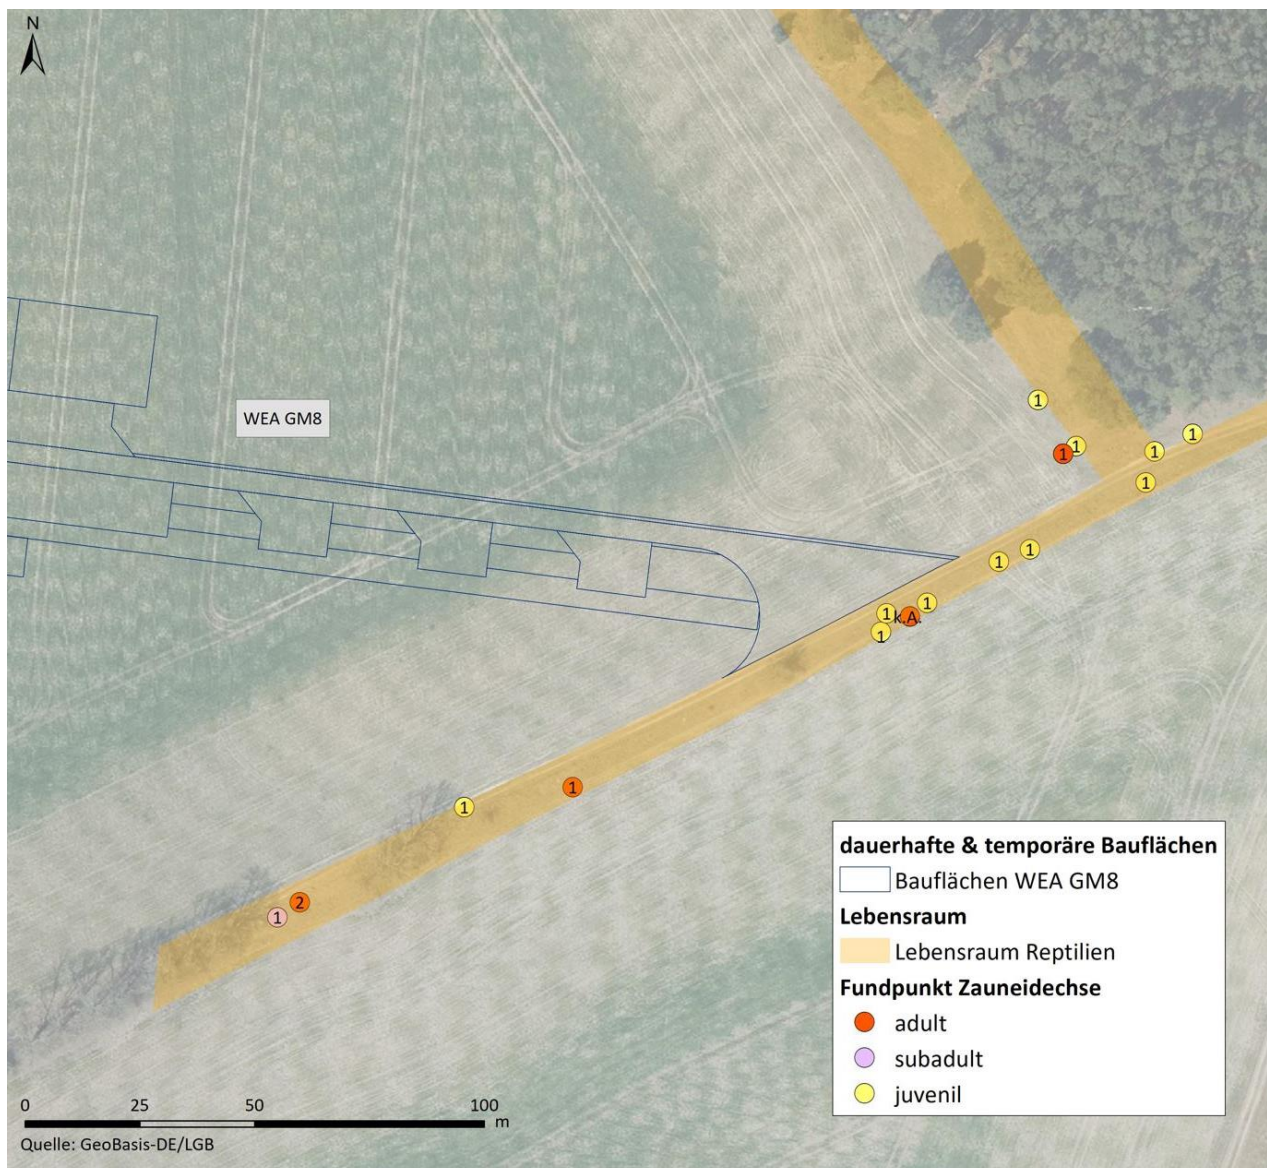 N
WEA GM8
1
1
1
1
1
1
1
1
1
1
k.A.
1
1
1
2
1
dauerhafte & temporäre Bauflächen
Bauflächen WEA GM8
Lebensraum
Lebensraum Reptilien
Fundpunkt Zauneidechse
adult
subadult
juvenil
0 25 50 100
m
Quelle: GeoBasis-DE/LGB